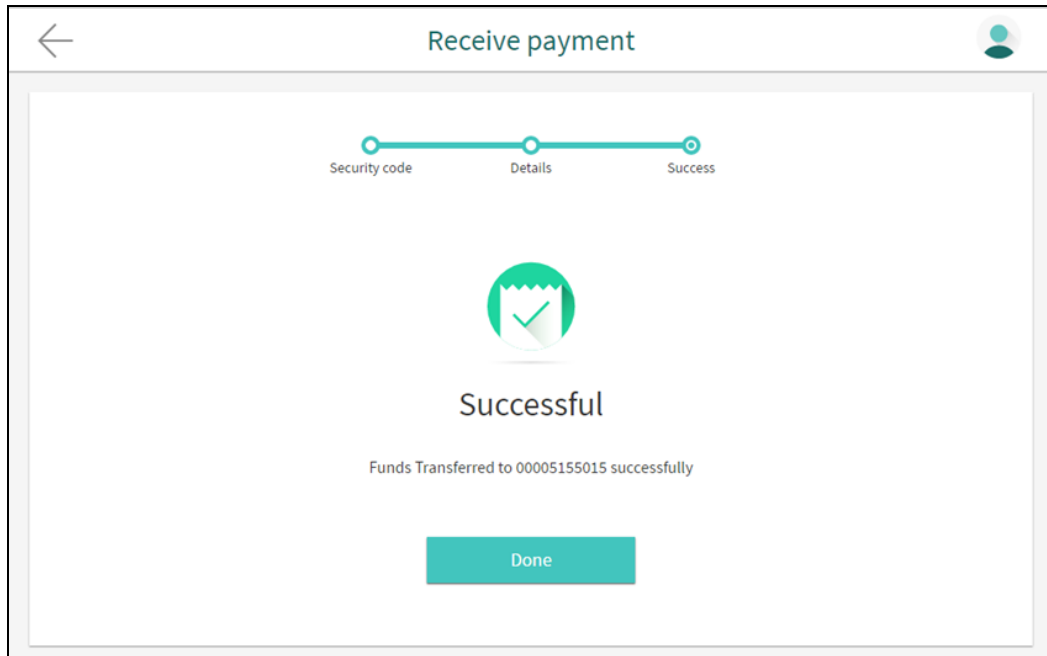 Receive payment
Security code Details Success
Successful
Funds Transferred to 00005155015 successfully
Done